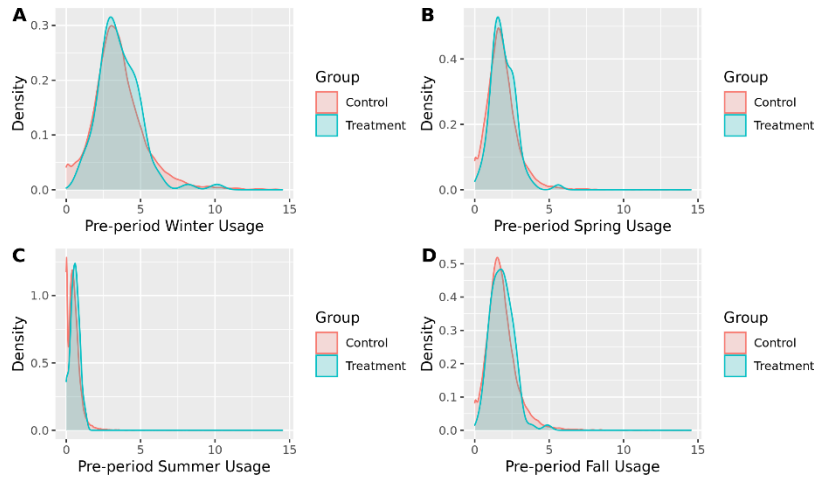 A
Density
0.3
0.2
0.1
0.0
0 5 10 15
Pre-period Winter Usage
Group
Control
Treatment
B
Density
0.4
0.2
0.0
0 5 10 15
Pre-period Spring Usage
Group
Control
Treatment
C
Density
1.0
0.5
0.0
0 5 10 15
Pre-period Summer Usage
Group
Control
Treatment
D
Density
0.5
0.4
0.3
0.2
0.1
0.0
0 5 10 15
Pre-period Fall Usage
Group
Control
Treatment